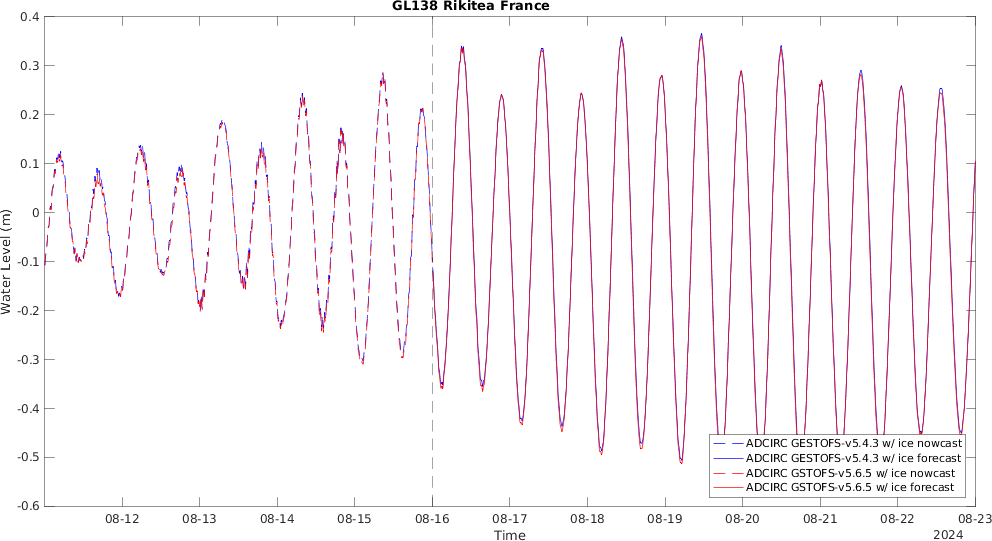 GL138 Rikitea France
0.4
0.3
0.2
0.1
0
-0.1
-0.2
-0.3
-0.4
-0.5
-0.6
Water Level (m)
ADCIRC GESTOFS-v5.4.3 w/ ice nowcast
ADCIRC GESTOFS-v5.4.3 w/ ice forecast
ADCIRC GSTOFS-v5.6.5 w/ ice nowcast
ADCIRC GSTOFS-v5.6.5 w/ ice forecast
08-12 08-13 08-14 08-15 08-16 08-17 08-18 08-19 08-20 08-21 08-22 08-23
Time
2024